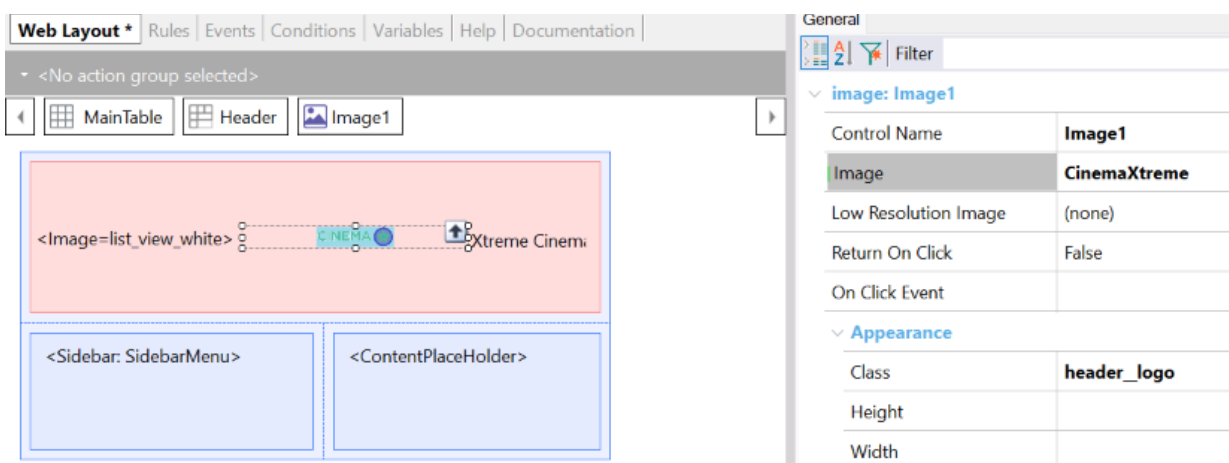 Web Layout * Rules Events Conditions Variables Help Documentation
<No action group selected>
MainTable Header Image1
<Image=list_view_white>
CINEMA
Xtreme Cinema
<Sidebar: SidebarMenu>
<ContentPlaceHolder>
General
A
Z
Filter
image: Image1
Control Name Image1
Image CinemaXtreme
Low Resolution Image (none)
Return On Click False
On Click Event
Appearance
Class header_logo
Height
Width